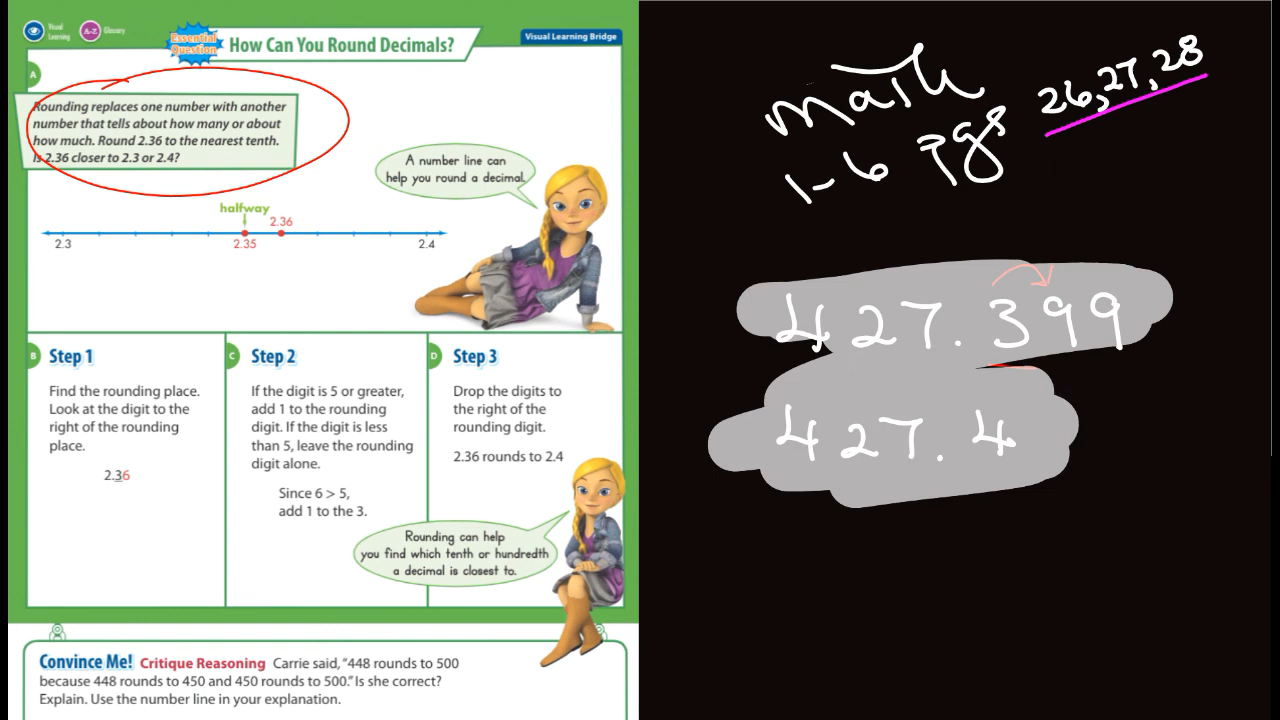 Visual
Learning
A-Z
Glossary
Essential
Question
How Can You Round Decimals?
Visual Learning Bridge
A
Rounding replaces one number with another
number that tells about how many or about
how much. Round 2.36 to the nearest tenth.
Is 2.36 closer to 2.3 or 2.4?
A number line can
help you round a decimal.
halfway
2.36
2.3
2.35
2.4
B
Step 1
Find the rounding place.
Look at the digit to the
right of the rounding
place.
2.36
C
Step 2
If the digit is 5 or greater,
add 1 to the rounding
digit. If the digit is less
than 5, leave the rounding
digit alone.
Since 6 > 5,
add 1 to the 3.
D
Step 3
Drop the digits to
the right of the
rounding digit.
2.36 rounds to 2.4
Rounding can help
you find which tenth or hundredth
a decimal is closest to.
Convince Me! Critique Reasoning Carrie said, "448 rounds to 500
because 448 rounds to 450 and 450 rounds to 500." Is she correct?
Explain. Use the number line in your explanation.
math
1-6 pgs 26,27,28
427.399
427.4